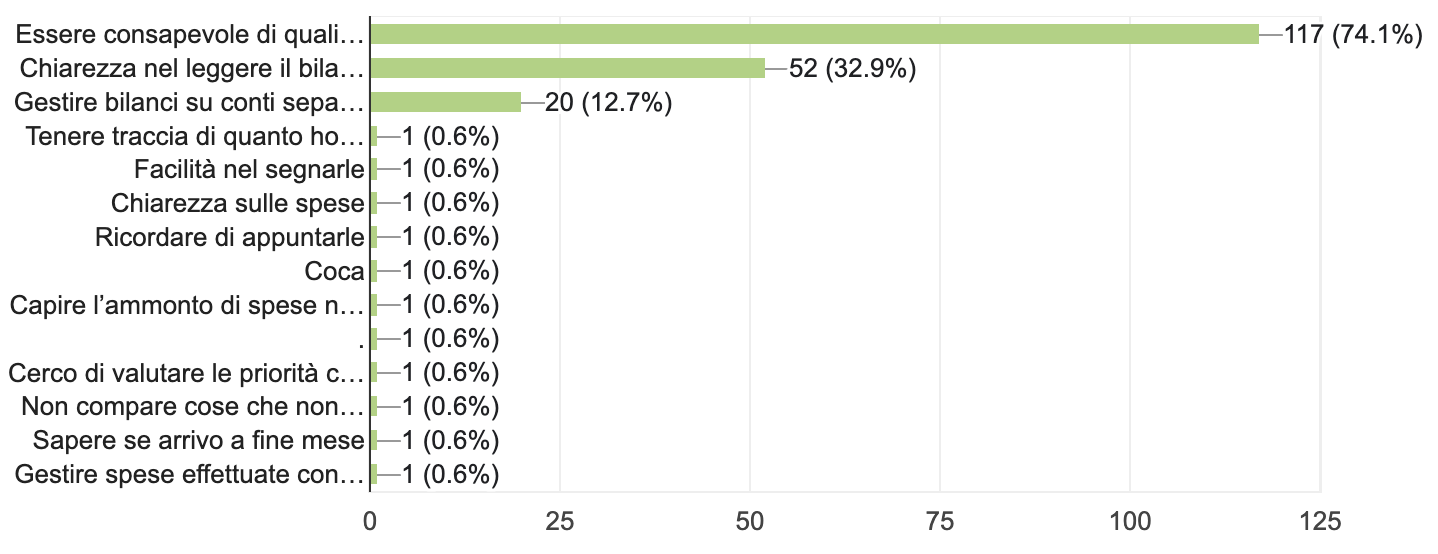 Essere consapevole di quali… 117 (74.1%)
Chiarezza nel leggere il bila… 52 (32.9%)
Gestire bilanci su conti sepa… 20 (12.7%)
Tenere traccia di quanto ho… 1 (0.6%)
Facilità nel segnarle 1 (0.6%)
Chiarezza sulle spese 1 (0.6%)
Ricordare di appuntarle 1 (0.6%)
Coca 1 (0.6%)
Capire l’ammonto di spese n… 1 (0.6%)
. 1 (0.6%)
Cerco di valutare le priorità c… 1 (0.6%)
Non compare cose che non… 1 (0.6%)
Sapere se arrivo a fine mese 1 (0.6%)
Gestire spese effettuate con… 1 (0.6%)
0 25 50 75 100 125